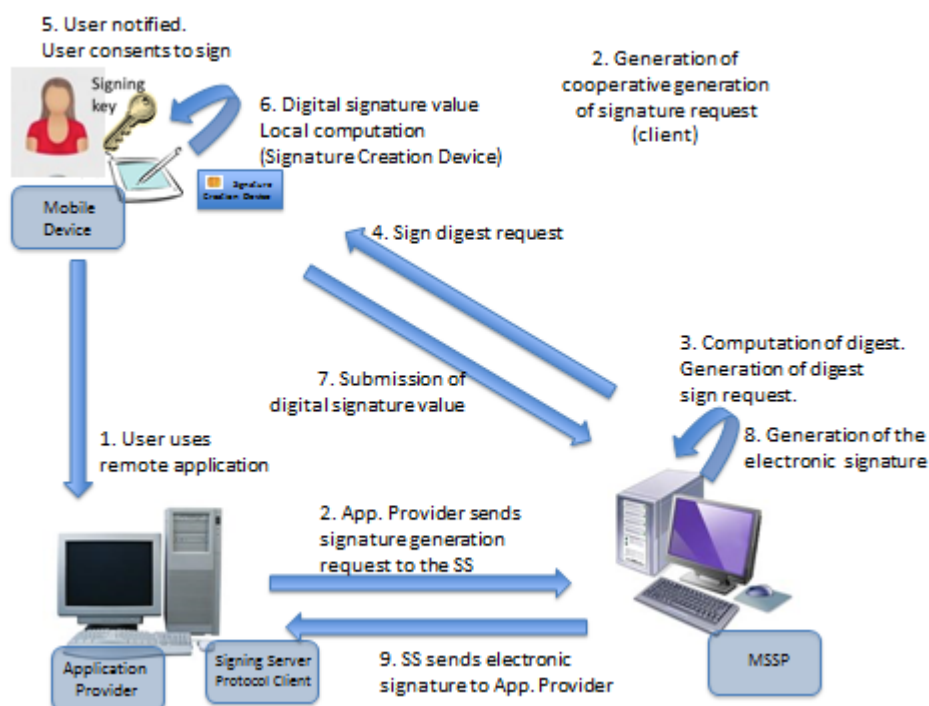 5. User notified.
User consents to sign
Signing
key
2. Generation of
cooperative generation
of signature request
(client)
6. Digital signature value
Local computation
(Signature Creation Device)
Signature
Creation Device
Mobile
Device
4. Sign digest request
3. Computation of digest.
Generation of digest
sign request.
7. Submission of
digital signature value
8. Generation of the
electronic signature
1. User uses
remote application
2. App. Provider sends
signature generation
request to the SS
Application
Provider
Signing Server
Protocol Client
9. SS sends electronic
signature to App. Provider
MSSP